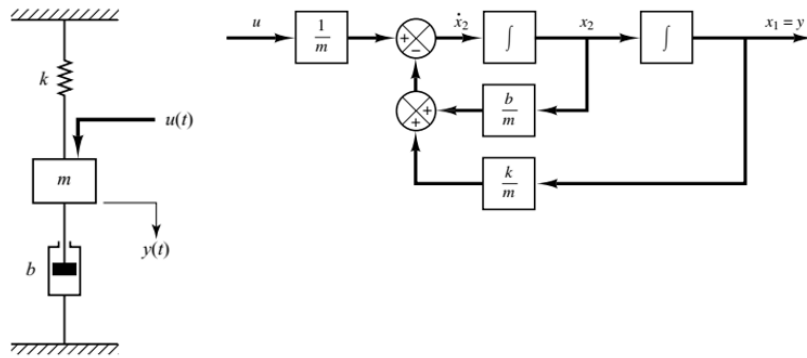 k
u(t)
m
y(t)
b
u
1/m
+
−
ẋ₂
∫
x₂
∫
x₁ = y
+
+
b/m
k/m